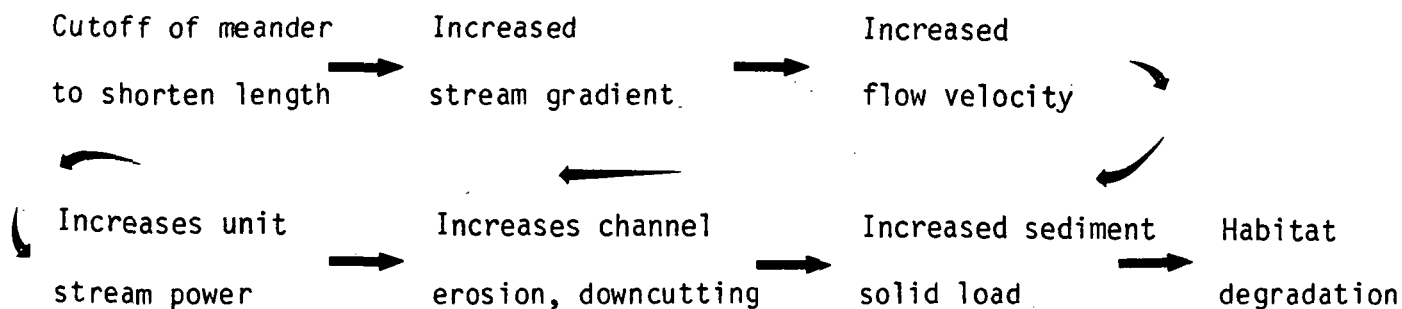 Cutoff of meander
to shorten length
Increased
stream gradient
Increased
flow velocity
Increases unit
stream power
Increases channel
erosion, downcutting
Increased sediment
solid load
Habitat
degradation